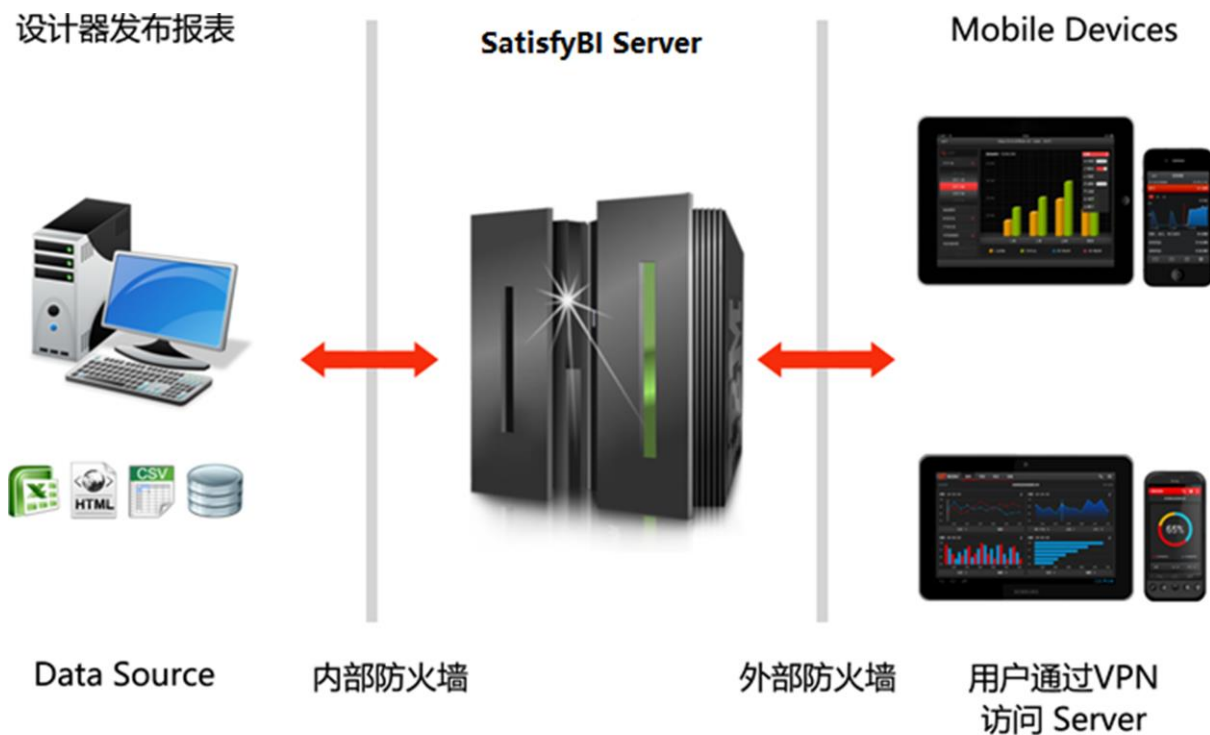 设计器发布报表
SatisfyBI Server
Mobile Devices
HTML
CSV
65%
Data Source
内部防火墙
外部防火墙
用户通过VPN
访问 Server